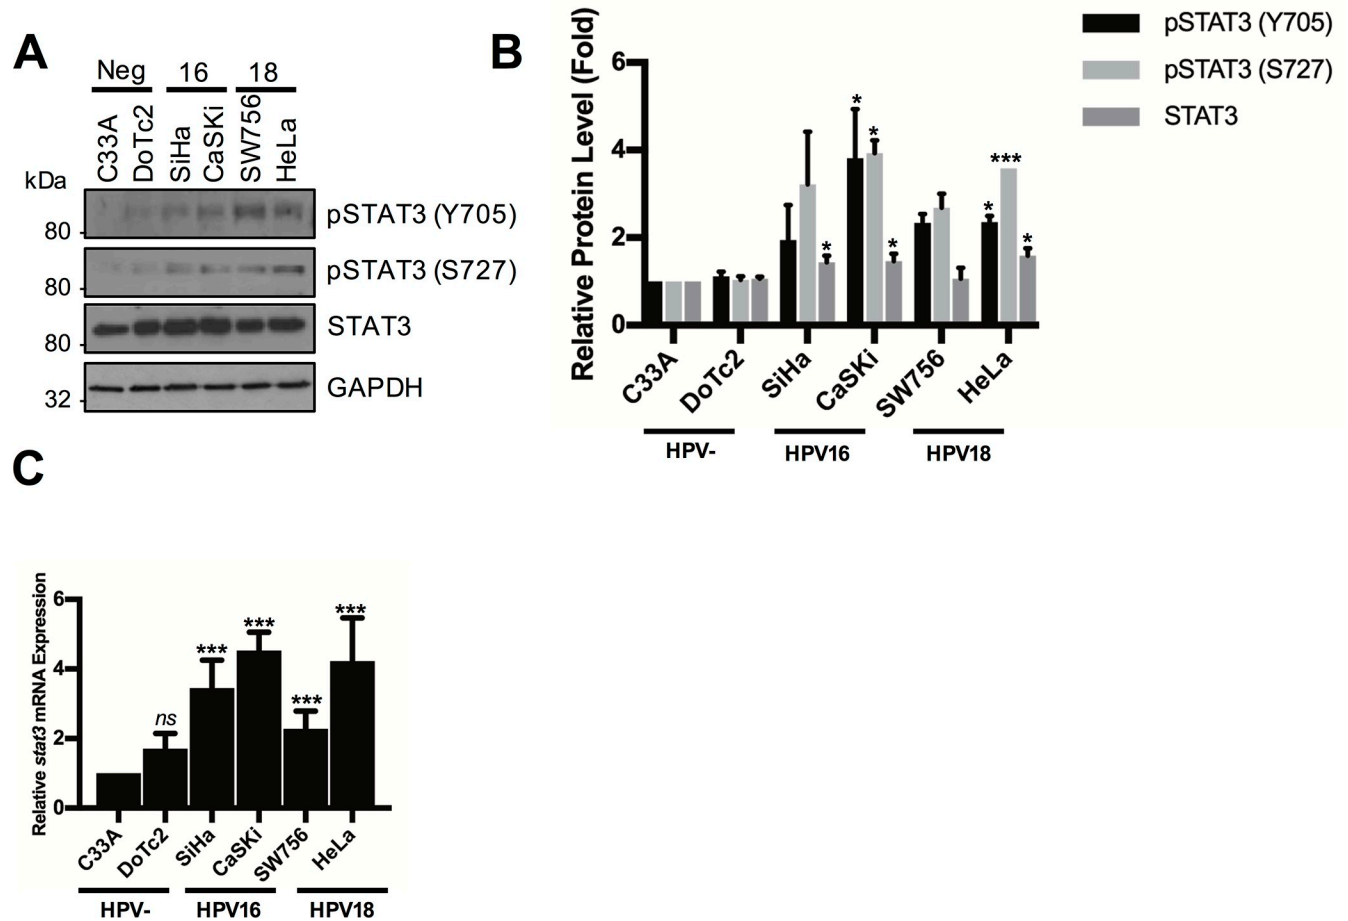 A
Neg 16 18
C33A DoTc2 SiHa CaSKi SW756 HeLa
kDa
80 pSTAT3 (Y705)
80 pSTAT3 (S727)
80 STAT3
32 GAPDH
B
pSTAT3 (Y705)
pSTAT3 (S727)
STAT3
Relative Protein Level (Fold)
6
4
2
0
* * * * * * *** *
C33A DoTc2 SiHa CaSKi SW756 HeLa
HPV- HPV16 HPV18
C
Relative stat3 mRNA Expression
6
4
2
0
ns *** *** *** ***
C33A DoTc2 SiHa CaSKi SW756 HeLa
HPV- HPV16 HPV18